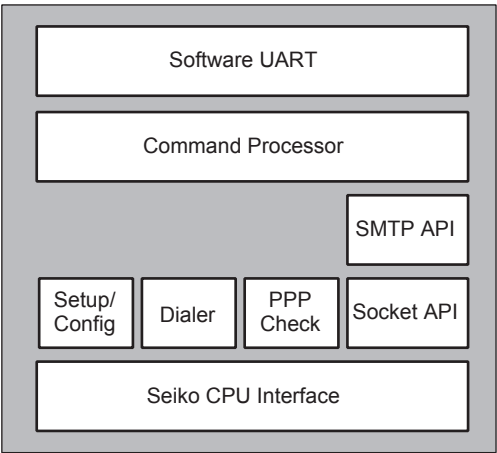 Software UART
Command Processor
SMTP API
Setup/
Config
Dialer
PPP
Check
Socket API
Seiko CPU Interface